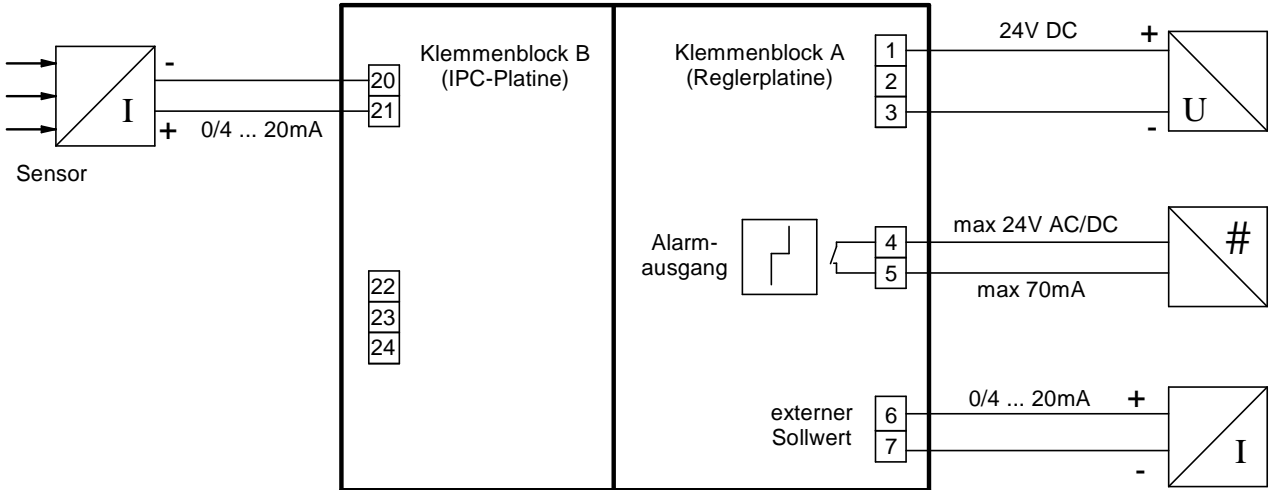 -
I
+
0/4 ... 20mA
Sensor
Klemmenblock B
(IPC-Platine)
20
21
22
23
24
Klemmenblock A
(Reglerplatine)
1
2
3
24V DC
+
-
U
Alarm-
ausgang
4
5
max 24V AC/DC
max 70mA
#
externer
Sollwert
6
7
0/4 ... 20mA
+
-
I